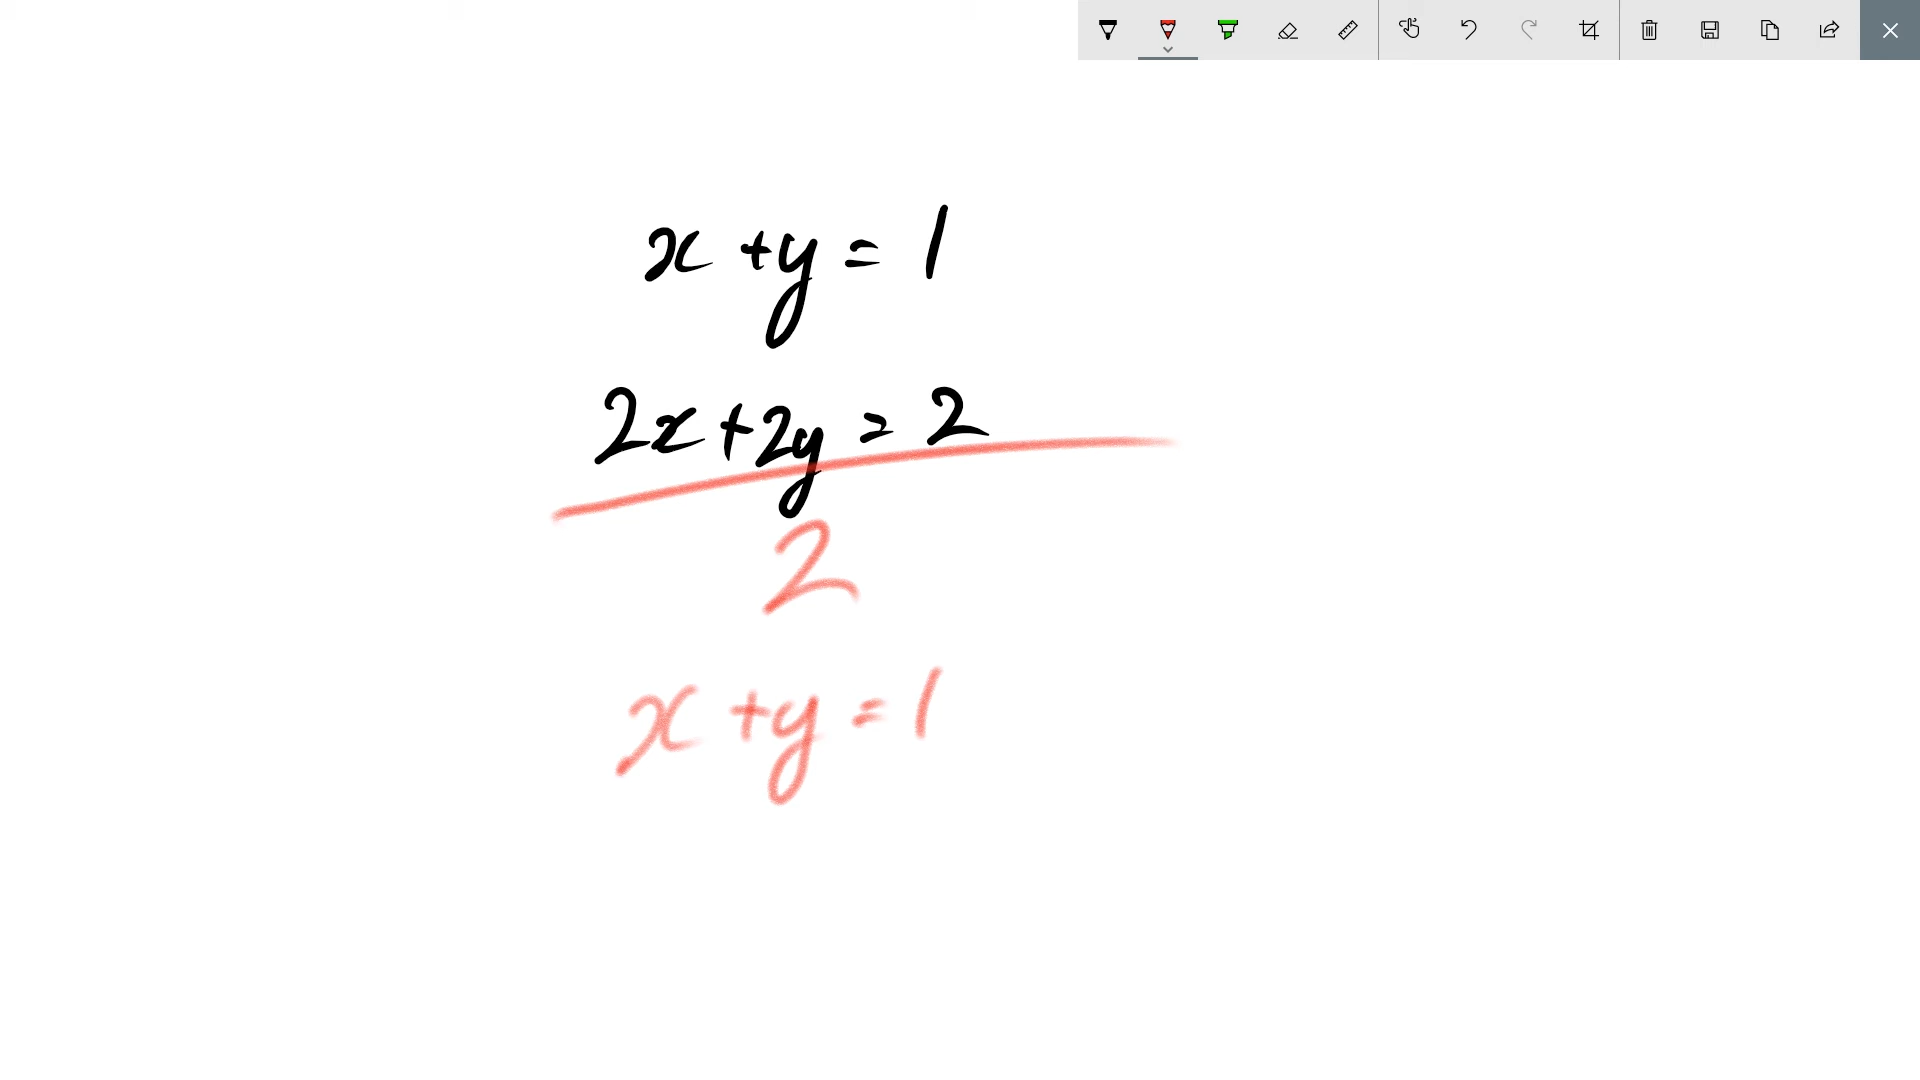 x + y = 1
2x + 2y = 2
2
x + y = 1